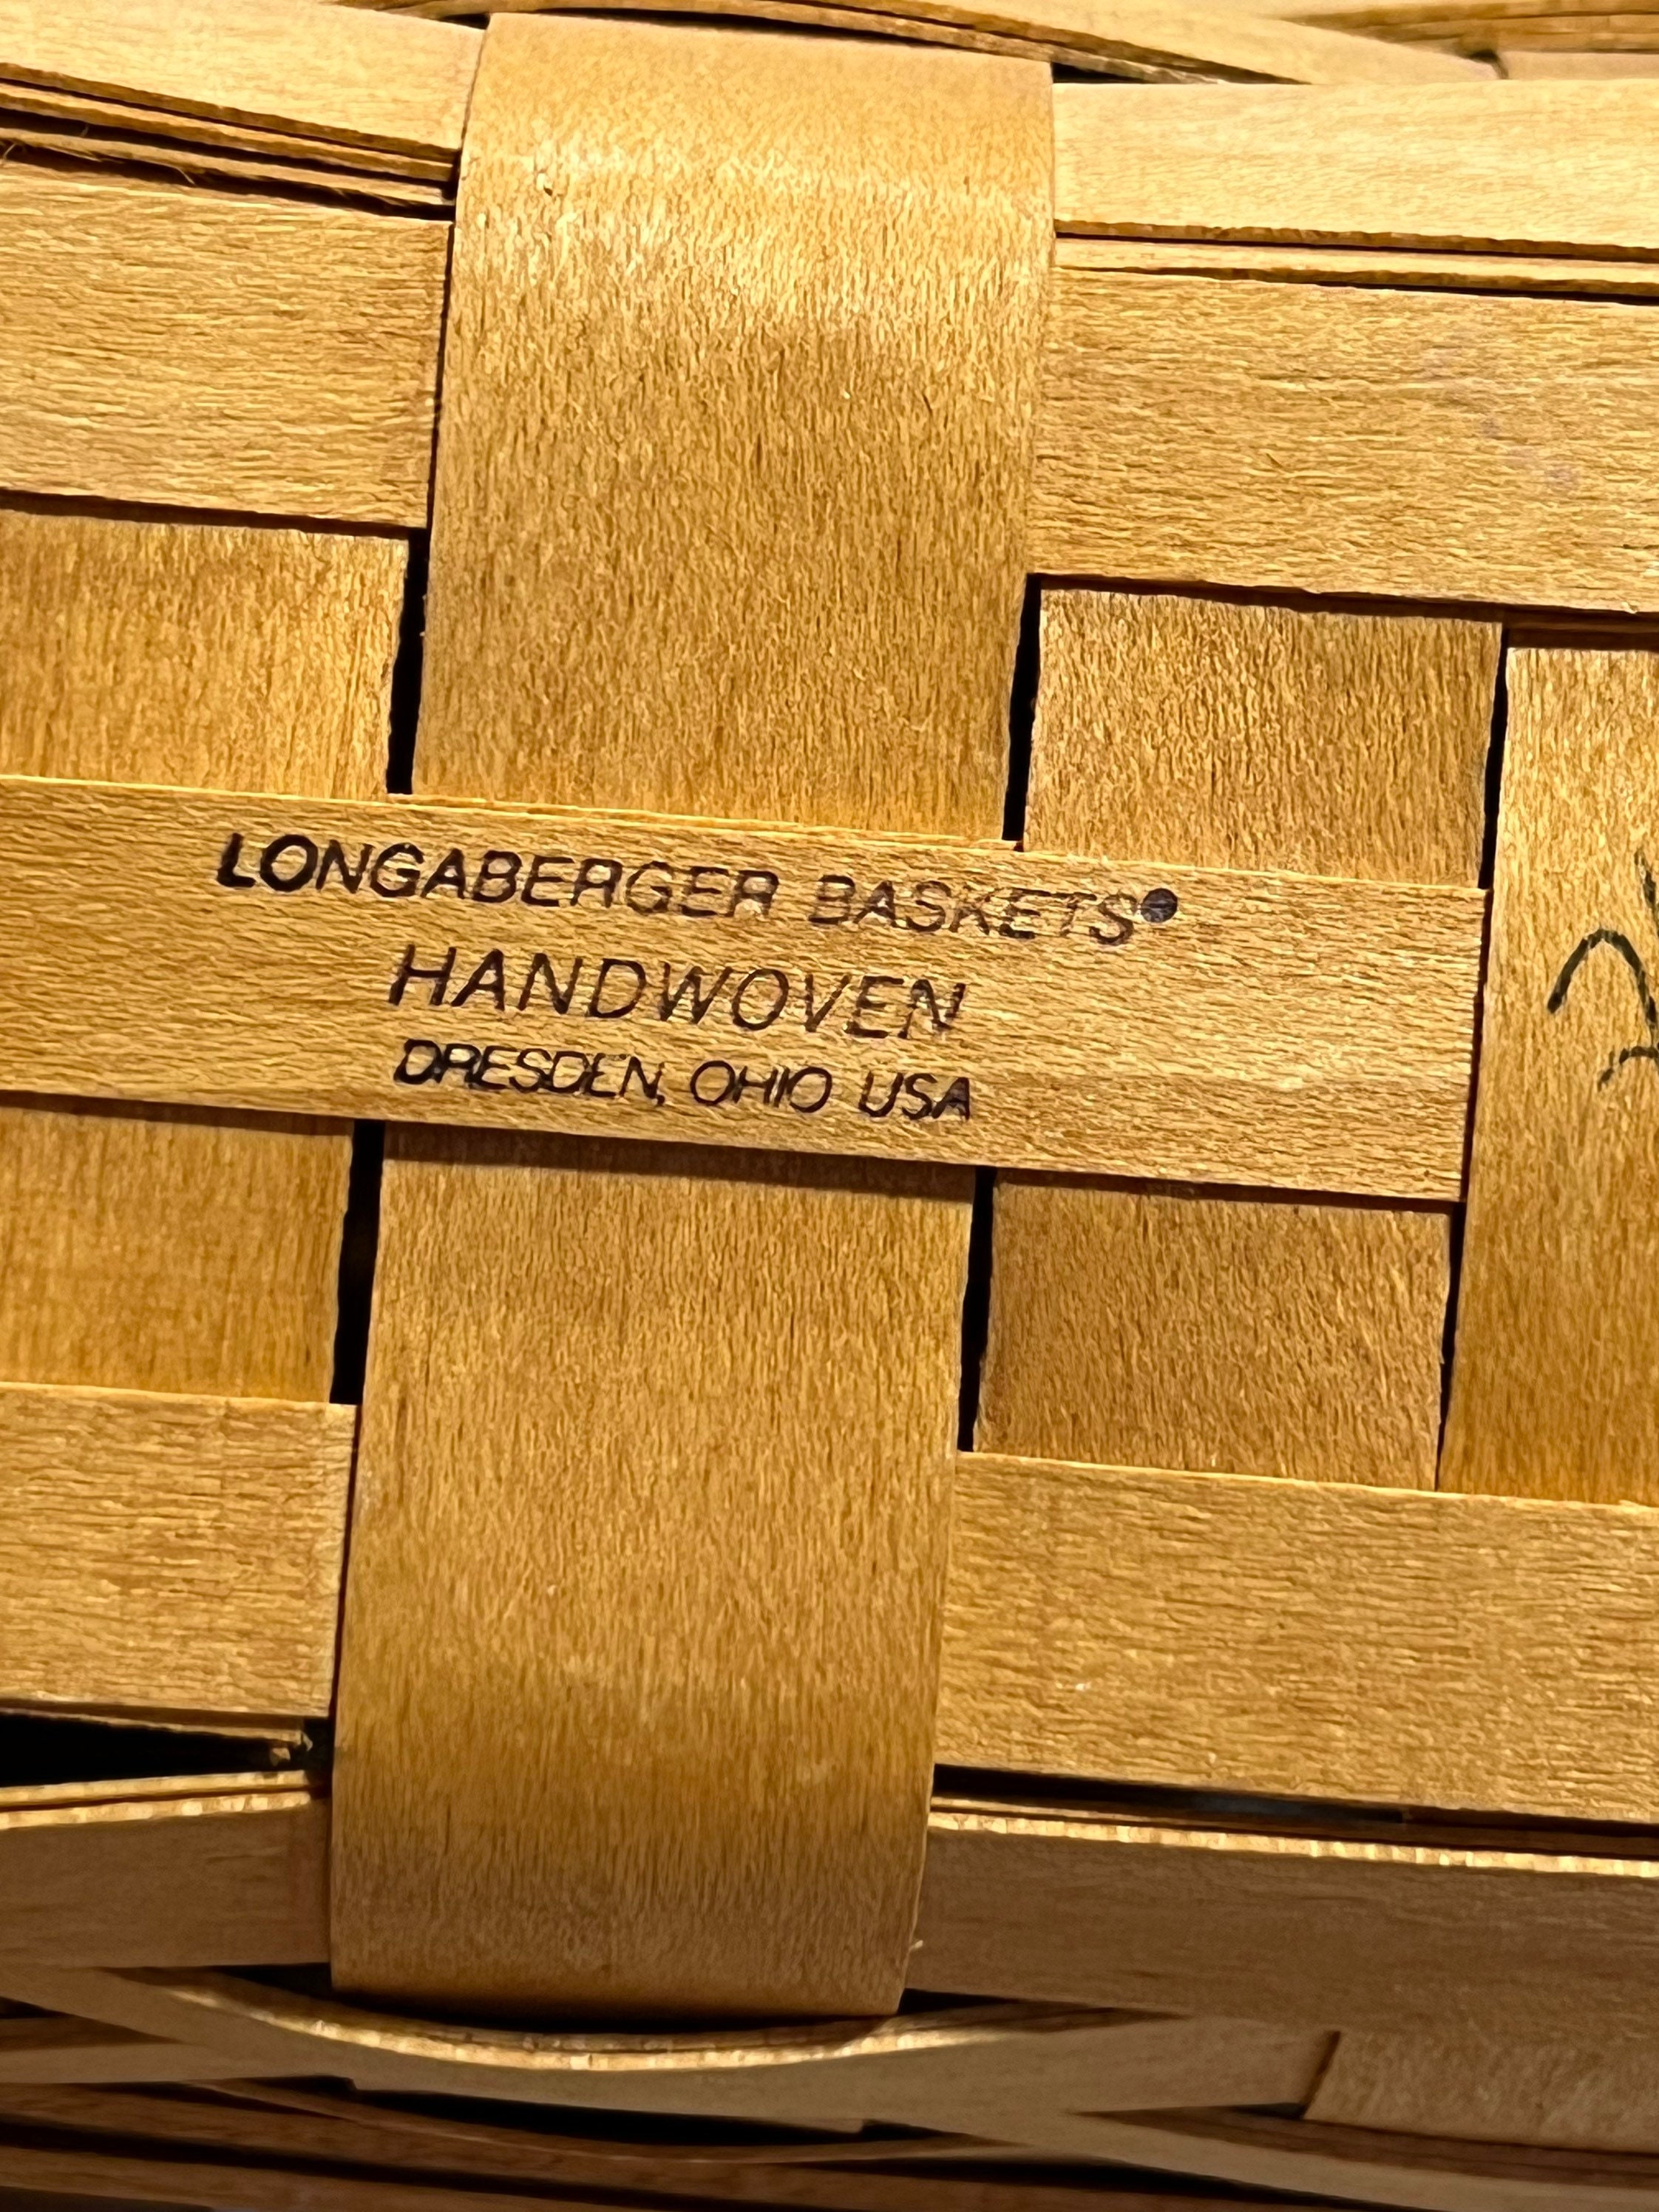 LONGABERGER BASKETS®
HANDWOVEN
DRESDEN, OHIO USA